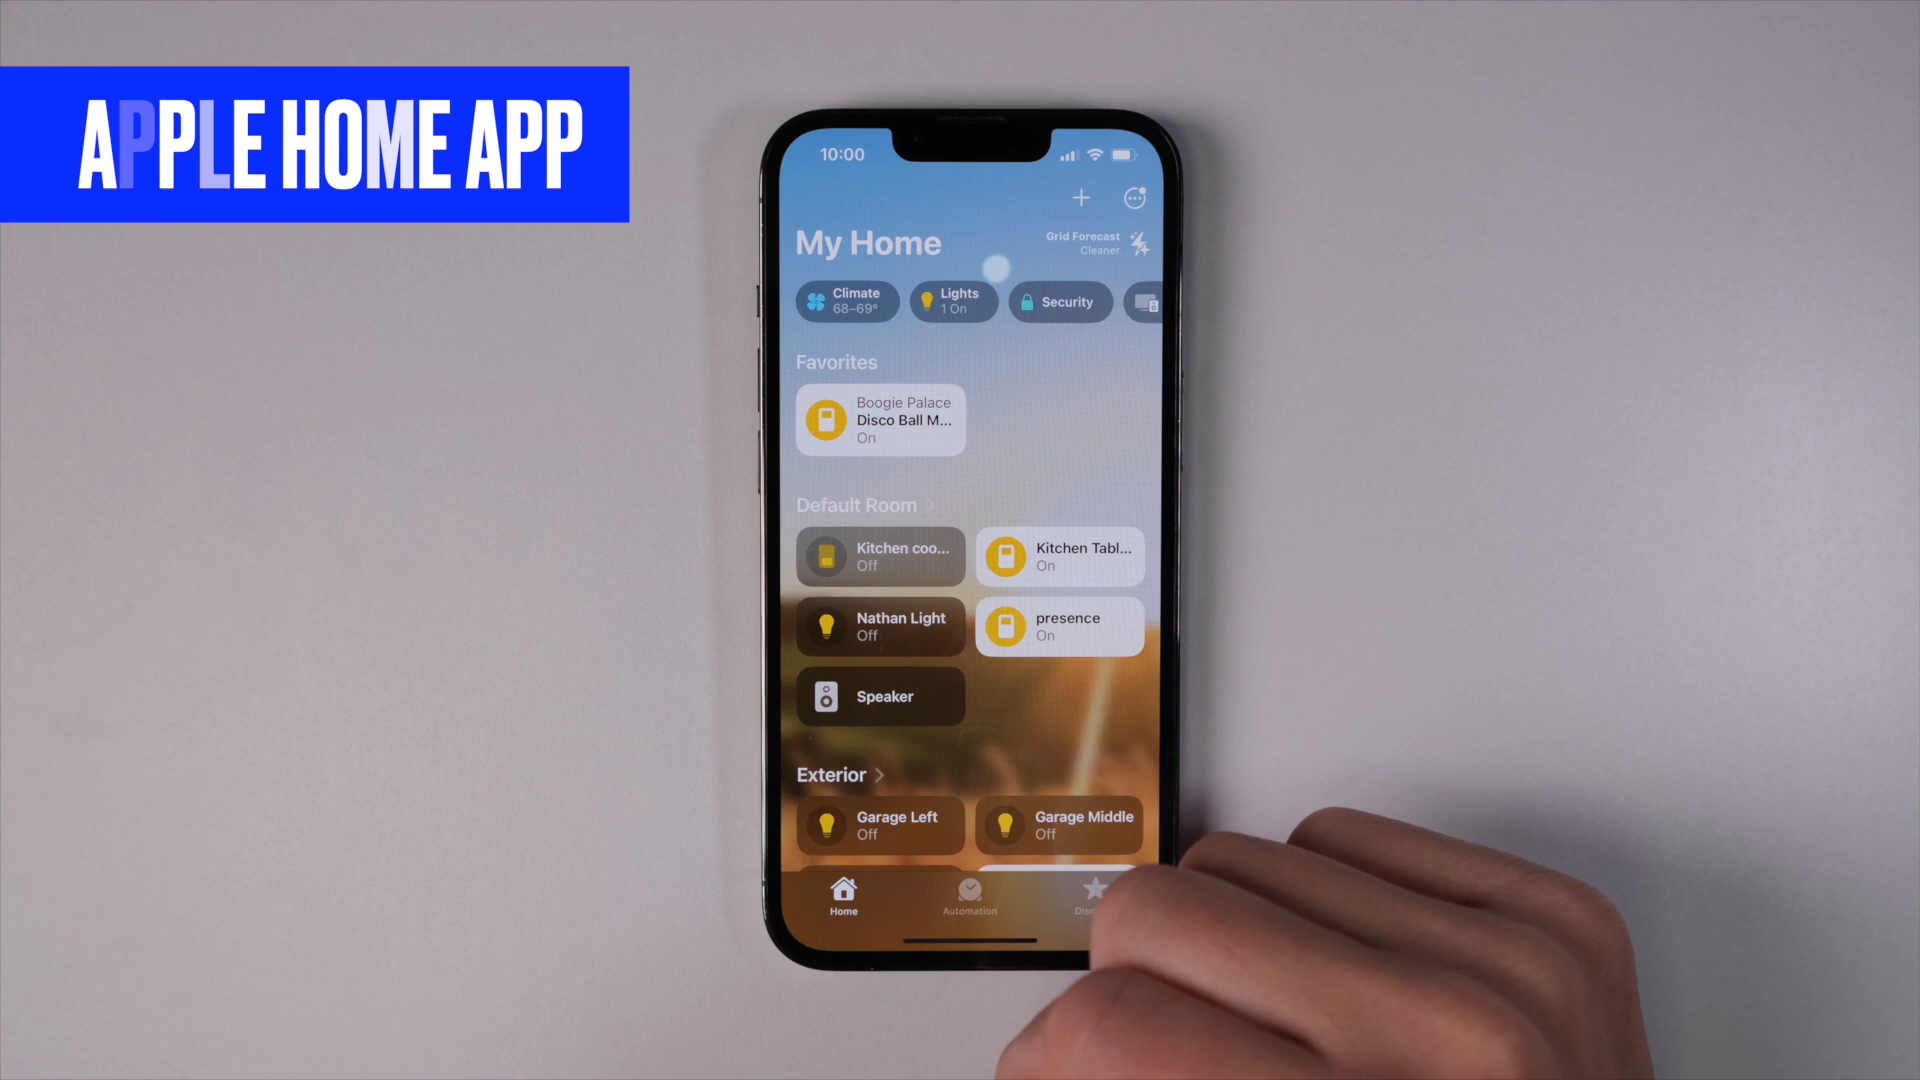 APPLE HOME APP
10:00
My Home
Grid Forecast
Cleaner
Climate
68–69°
Lights
1 On
Security
Favorites
Boogie Palace
Disco Ball M...
On
Default Room
Kitchen coo...
Off
Kitchen Tabl...
On
Nathan Light
Off
presence
On
Speaker
Exterior
Garage Left
Off
Garage Middle
Off
Home
Automation